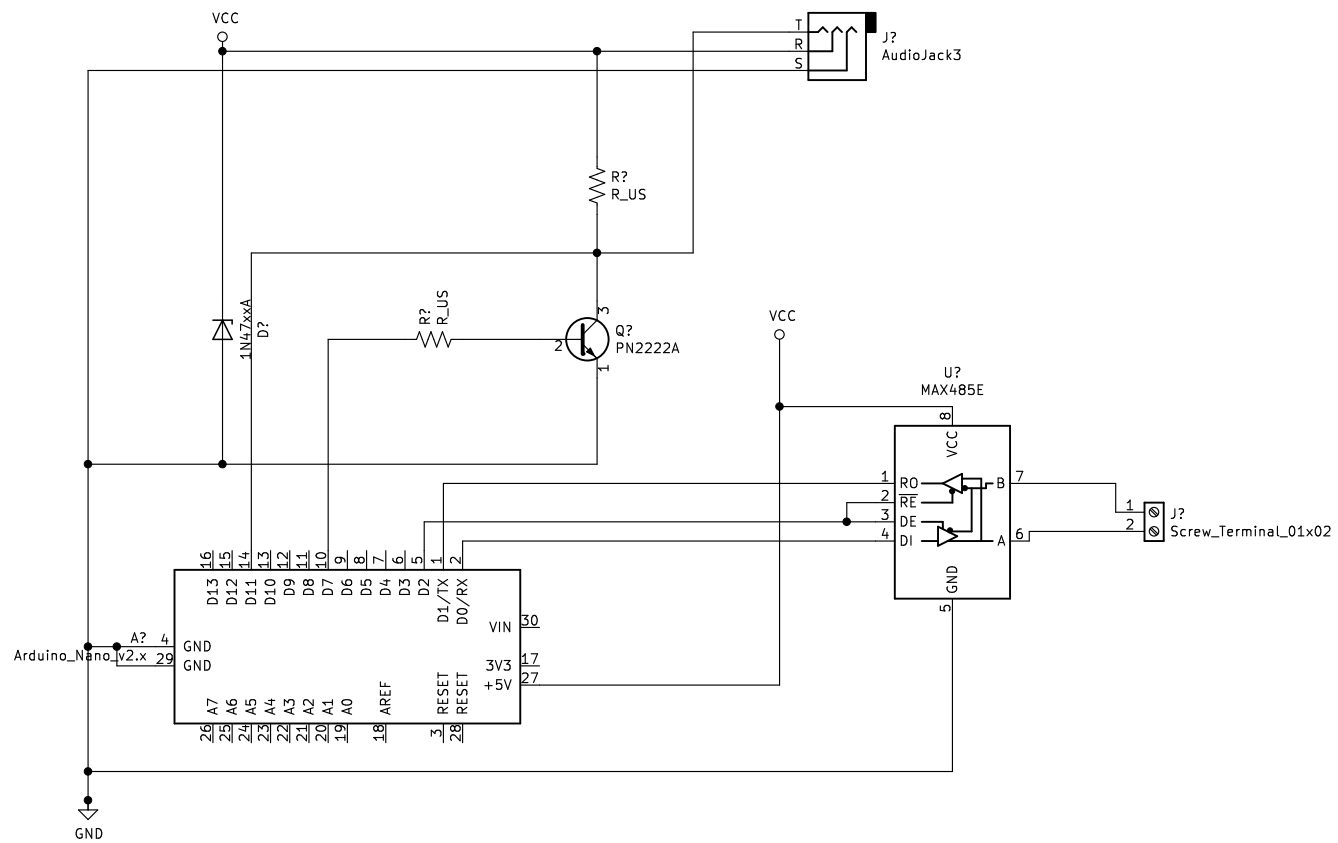 VCC
T
R
S
J?
AudioJack3
R?
R_US
1N47xxA
D?
R?
R_US
3
Q?
PN2222A
2
1
VCC
U?
MAX485E
8
VCC
1 RO
2 RE
3 DE
4 DI
B 7
A 6
GND
5
1
2
J?
Screw_Terminal_01x02
16 15 14 13 12 11 10 9 8 7 6 5 1 2
D13 D12 D11 D10 D9 D8 D7 D6 D5 D4 D3 D2 D1/TX D0/RX
VIN 30
A? 4 GND
Arduino_Nano_v2.x 29 GND
3V3 17
+5V 27
A7 A6 A5 A4 A3 A2 A1 A0 AREF RESET RESET
26 25 24 23 22 21 20 19 18 3 28
GND